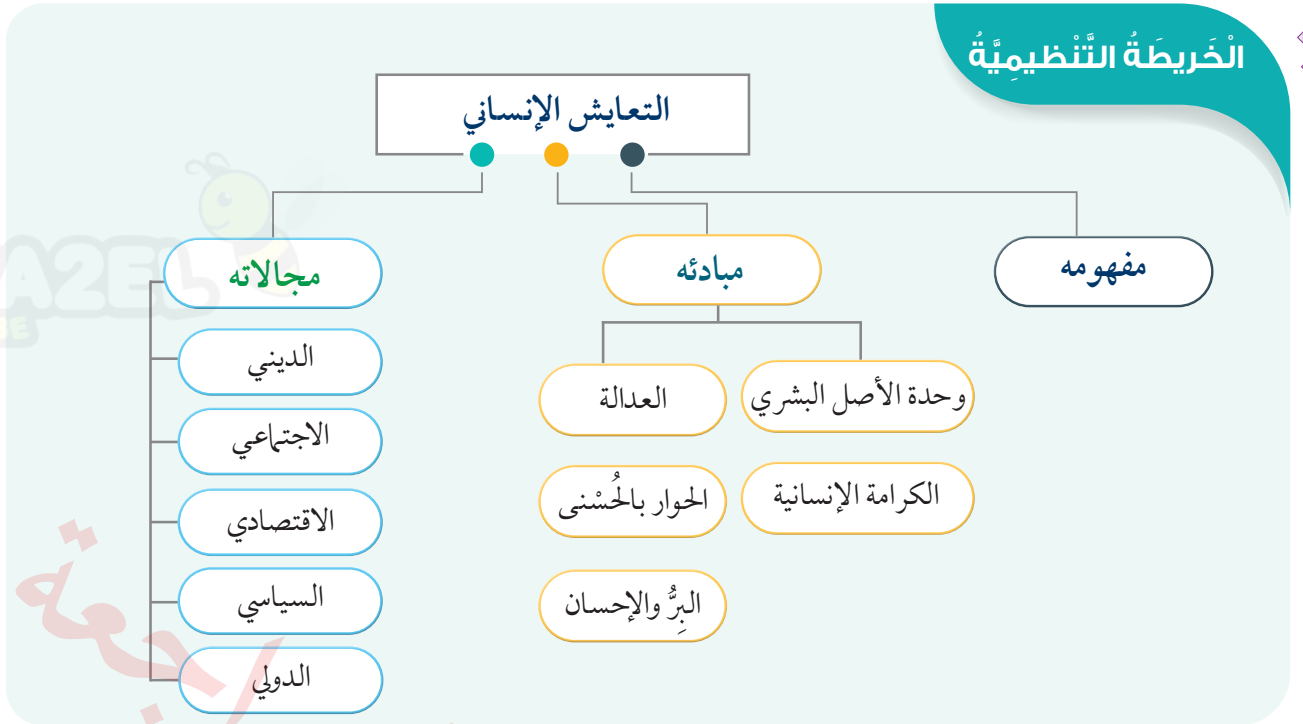 الْخَريطَةُ التَّنْظيمِيَّةُ
التعايش الإنساني
مفهومه
مبادئه
وحدة الأصل البشري
الكرامة الإنسانية
العدالة
الحوار بالحُسْنى
البِرُّ والإحسان
مجالاته
الديني
الاجتماعي
الاقتصادي
السياسي
الدولي